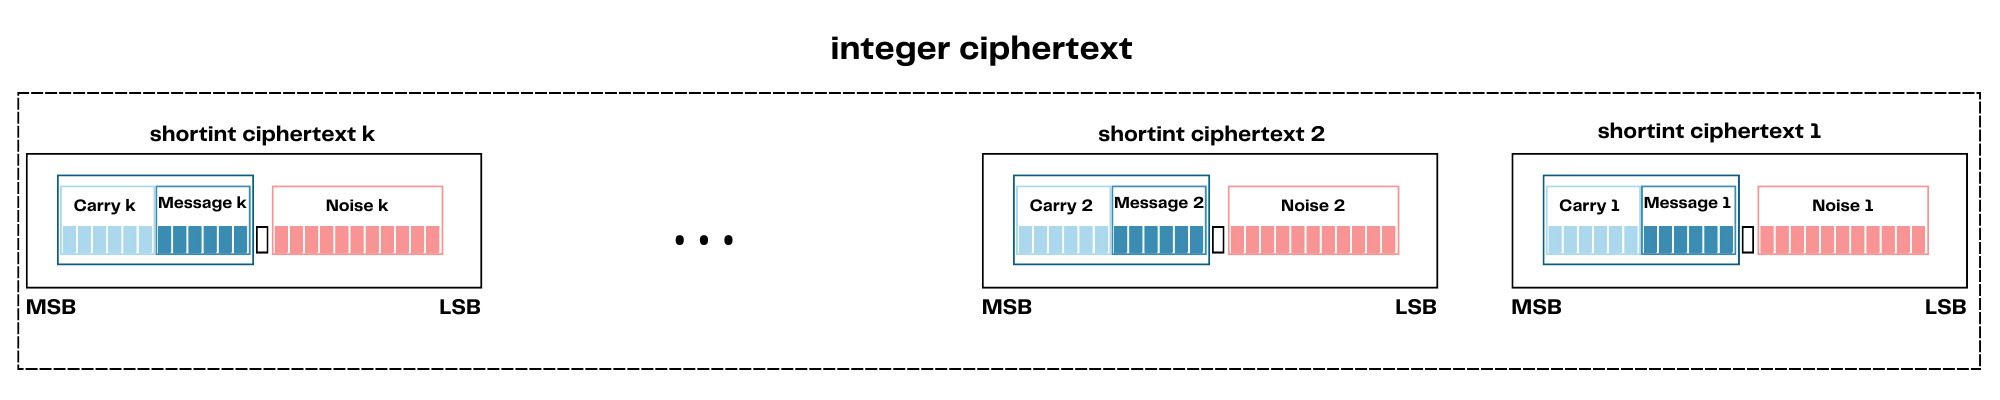 integer ciphertext
shortint ciphertext k
Carry k
Message k
Noise k
MSB
LSB
...
shortint ciphertext 2
Carry 2
Message 2
Noise 2
MSB
LSB
shortint ciphertext 1
Carry 1
Message 1
Noise 1
MSB
LSB